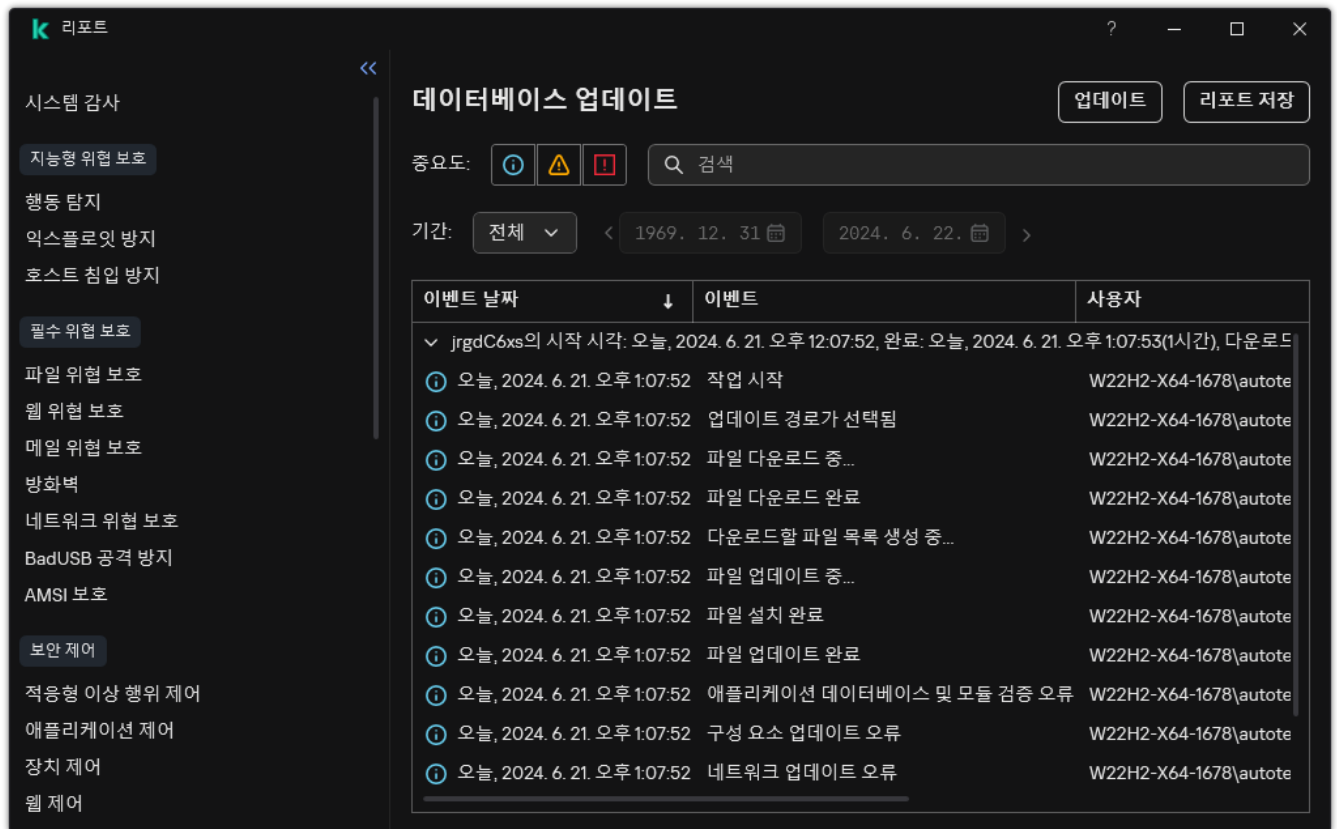 리포트
?
시스템 감사
지능형 위협 보호
행동 탐지
익스플로잇 방지
호스트 침입 방지
필수 위협 보호
파일 위협 보호
웹 위협 보호
메일 위협 보호
방화벽
네트워크 위협 보호
BadUSB 공격 방지
AMSI 보호
보안 제어
적응형 이상 행위 제어
애플리케이션 제어
장치 제어
웹 제어
데이터베이스 업데이트
업데이트 리포트 저장
중요도: 검색
기간: 전체 1969. 12. 31 2024. 6. 22.
이벤트 날짜 이벤트 사용자
jrgdC6xs의 시작 시각: 오늘, 2024. 6. 21. 오후 12:07:52, 완료: 오늘, 2024. 6. 21. 오후 1:07:53(1시간), 다운로드
오늘, 2024. 6. 21. 오후 1:07:52 작업 시작 W22H2-X64-1678\autote
오늘, 2024. 6. 21. 오후 1:07:52 업데이트 경로가 선택됨 W22H2-X64-1678\autote
오늘, 2024. 6. 21. 오후 1:07:52 파일 다운로드 중... W22H2-X64-1678\autote
오늘, 2024. 6. 21. 오후 1:07:52 파일 다운로드 완료 W22H2-X64-1678\autote
오늘, 2024. 6. 21. 오후 1:07:52 다운로드할 파일 목록 생성 중... W22H2-X64-1678\autote
오늘, 2024. 6. 21. 오후 1:07:52 파일 업데이트 중... W22H2-X64-1678\autote
오늘, 2024. 6. 21. 오후 1:07:52 파일 설치 완료 W22H2-X64-1678\autote
오늘, 2024. 6. 21. 오후 1:07:52 파일 업데이트 완료 W22H2-X64-1678\autote
오늘, 2024. 6. 21. 오후 1:07:52 애플리케이션 데이터베이스 및 모듈 검증 오류 W22H2-X64-1678\autote
오늘, 2024. 6. 21. 오후 1:07:52 구성 요소 업데이트 오류 W22H2-X64-1678\autote
오늘, 2024. 6. 21. 오후 1:07:52 네트워크 업데이트 오류 W22H2-X64-1678\autote